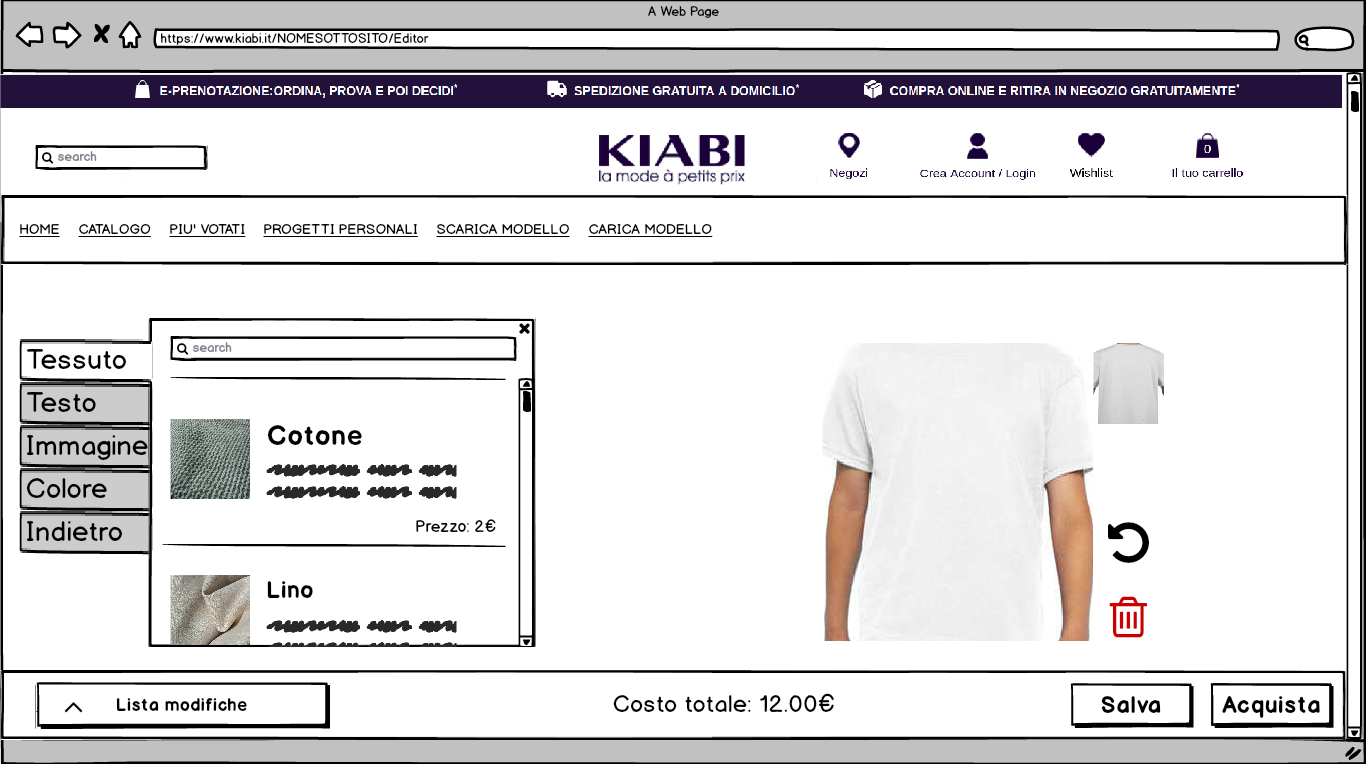 A Web Page
https://www.kiabi.it/NOMESOTTOSITO/Editor
E-PRENOTAZIONE:ORDINA, PROVA E POI DECIDI*
SPEDIZIONE GRATUITA A DOMICILIO*
COMPRA ONLINE E RITIRA IN NEGOZIO GRATUITAMENTE*
search
KIABI
la mode à petits prix
Negozi
Crea Account / Login
Wishlist
0
Il tuo carrello
HOME CATALOGO PIU' VOTATI PROGETTI PERSONALI SCARICA MODELLO CARICA MODELLO
Tessuto
Testo
Immagine
Colore
Indietro
search
Cotone
Prezzo: 2€
Lino
Lista modifiche
Costo totale: 12.00€
Salva
Acquista